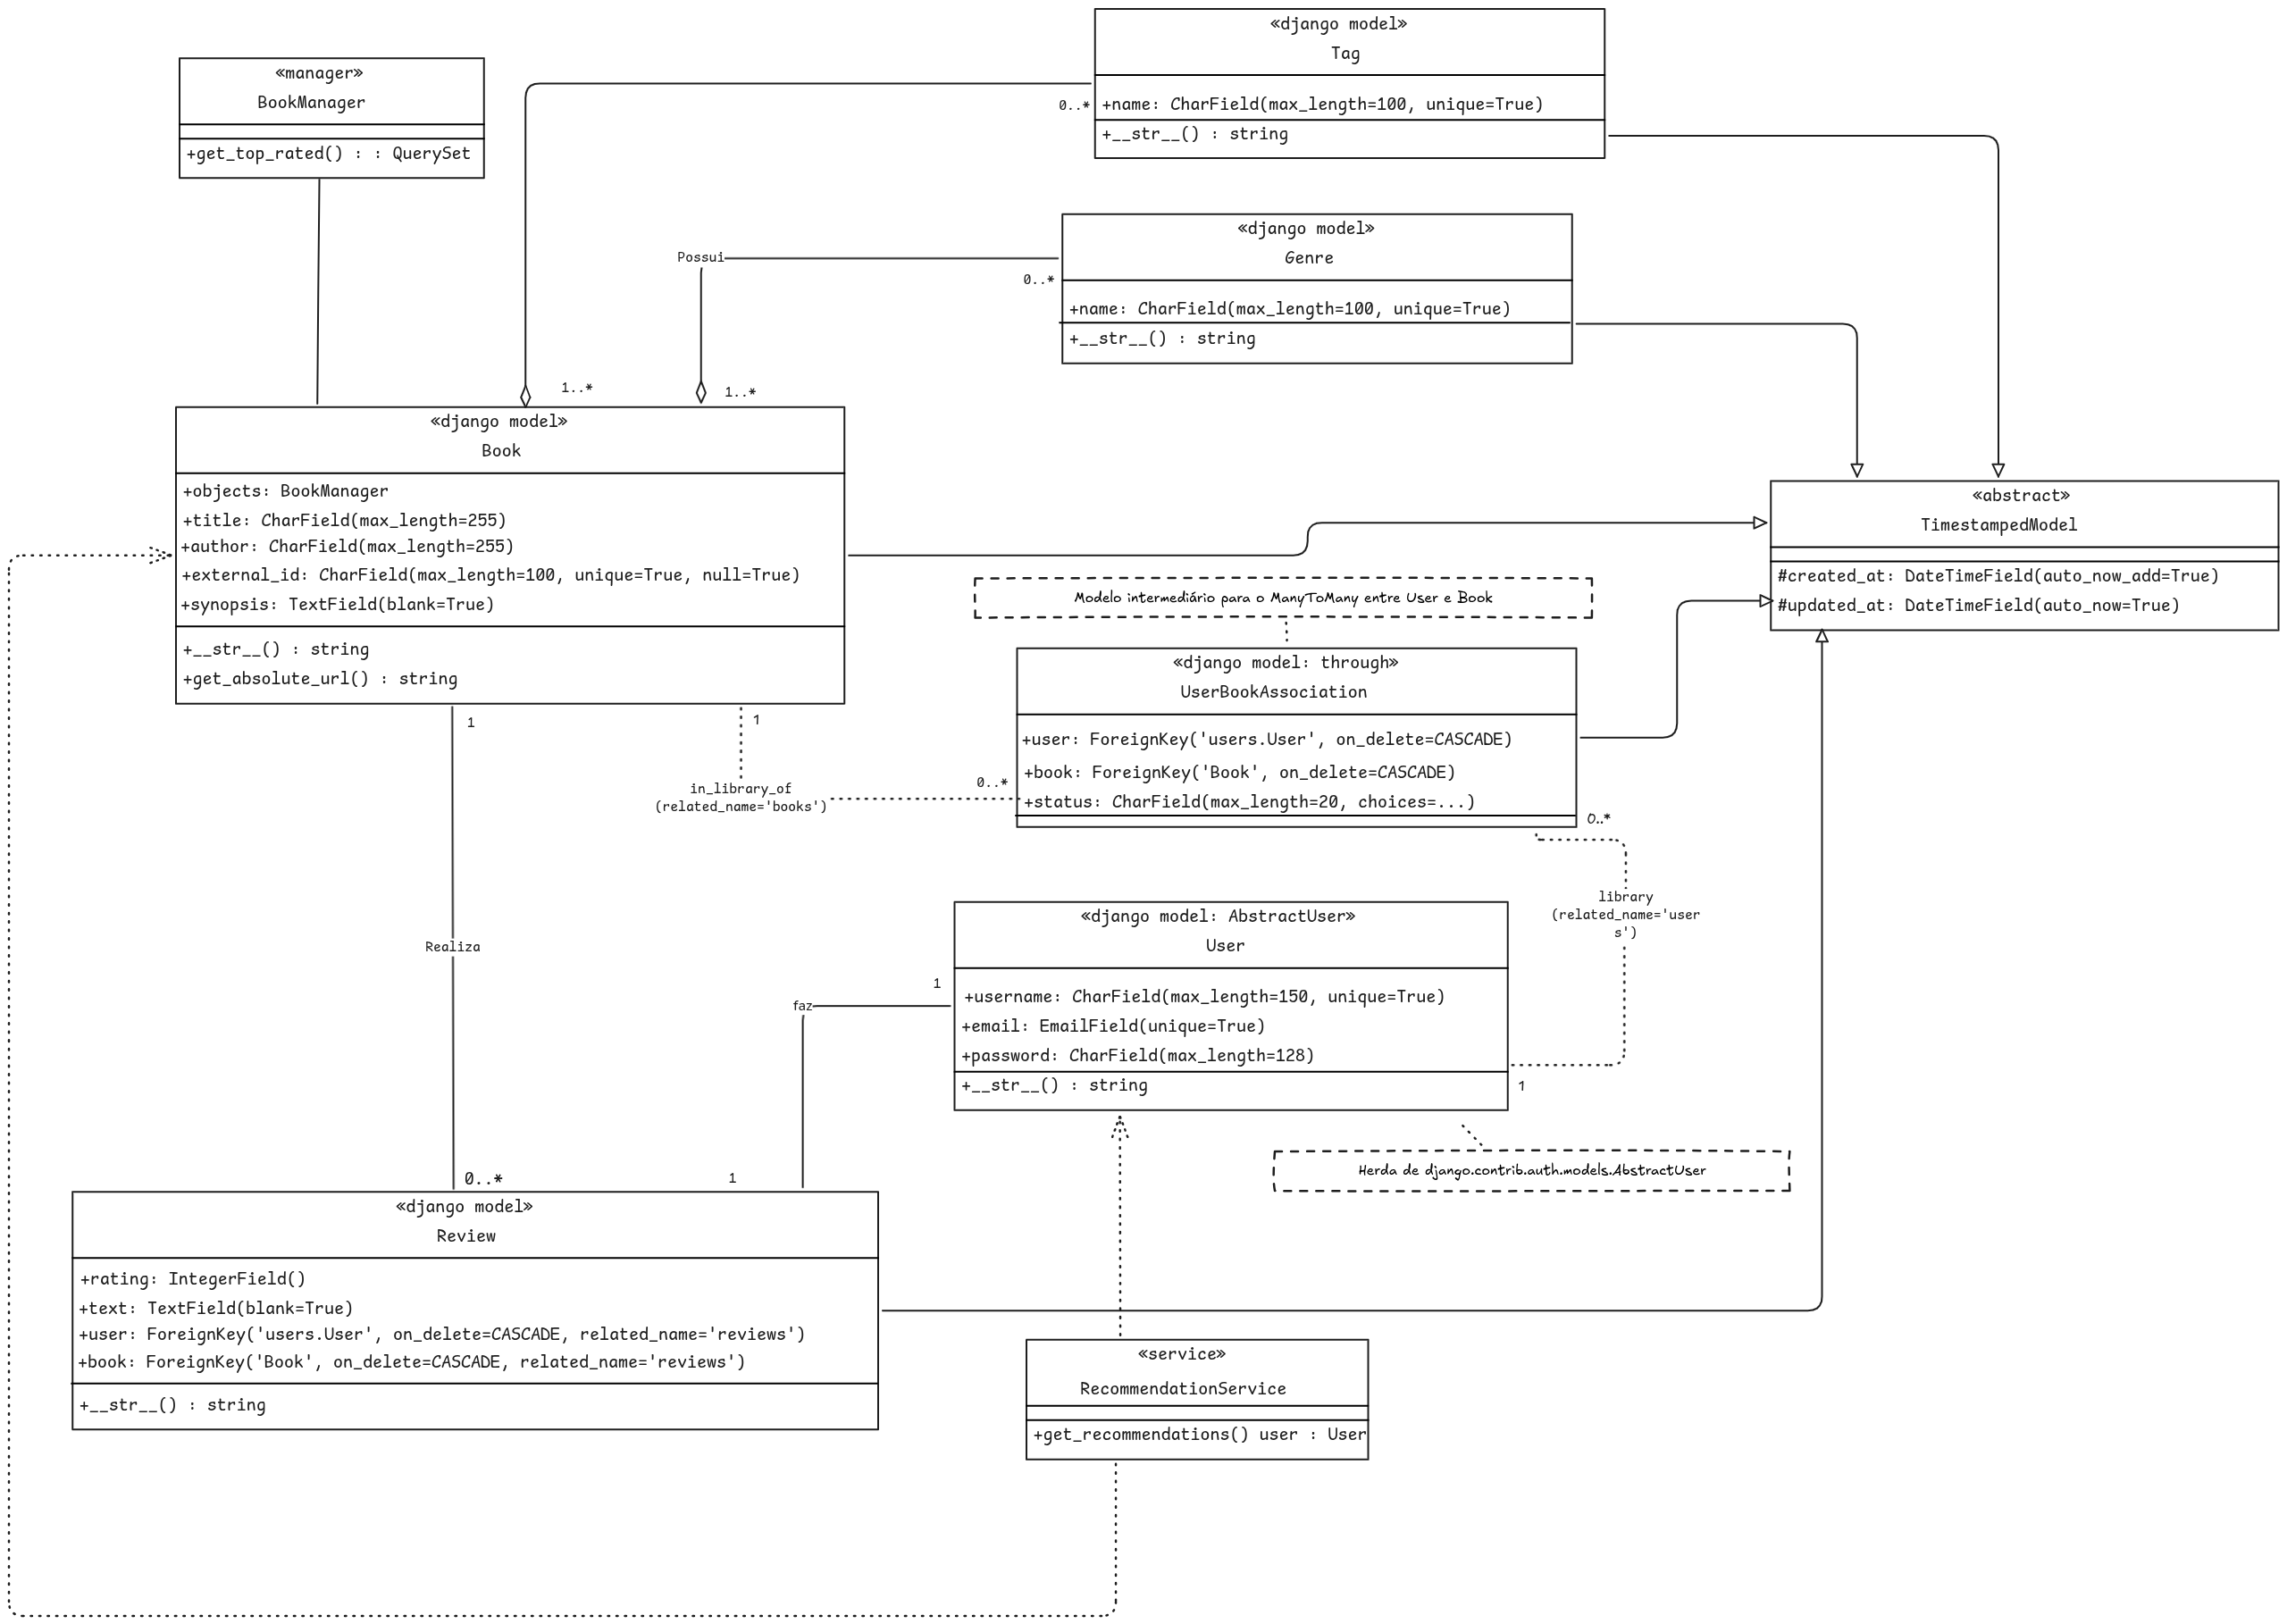 «django model»
Tag
+name: CharField(max_length=100, unique=True)
+__str__() : string
«manager»
BookManager
+get_top_rated() : : QuerySet
0..*
«django model»
Genre
+name: CharField(max_length=100, unique=True)
+__str__() : string
Possui
0..*
1..*
1..*
«django model»
Book
+objects: BookManager
+title: CharField(max_length=255)
+author: CharField(max_length=255)
+external_id: CharField(max_length=100, unique=True, null=True)
+synopsis: TextField(blank=True)
+__str__() : string
+get_absolute_url() : string
«abstract»
TimestampedModel
#created_at: DateTimeField(auto_now_add=True)
#updated_at: DateTimeField(auto_now=True)
Modelo intermediário para o ManyToMany entre User e Book
«django model: through»
UserBookAssociation
+user: ForeignKey('users.User', on_delete=CASCADE)
+book: ForeignKey('Book', on_delete=CASCADE)
+status: CharField(max_length=20, choices=...)
1
1
in_library_of
(related_name='books')
0..*
0..*
library
(related_name='user
s')
«django model: AbstractUser»
User
+username: CharField(max_length=150, unique=True)
+email: EmailField(unique=True)
+password: CharField(max_length=128)
+__str__() : string
Realiza
1
faz
1
Herda de django.contrib.auth.models.AbstractUser
0..*
1
«django model»
Review
+rating: IntegerField()
+text: TextField(blank=True)
+user: ForeignKey('users.User', on_delete=CASCADE, related_name='reviews')
+book: ForeignKey('Book', on_delete=CASCADE, related_name='reviews')
+__str__() : string
«service»
RecommendationService
+get_recommendations() user : User